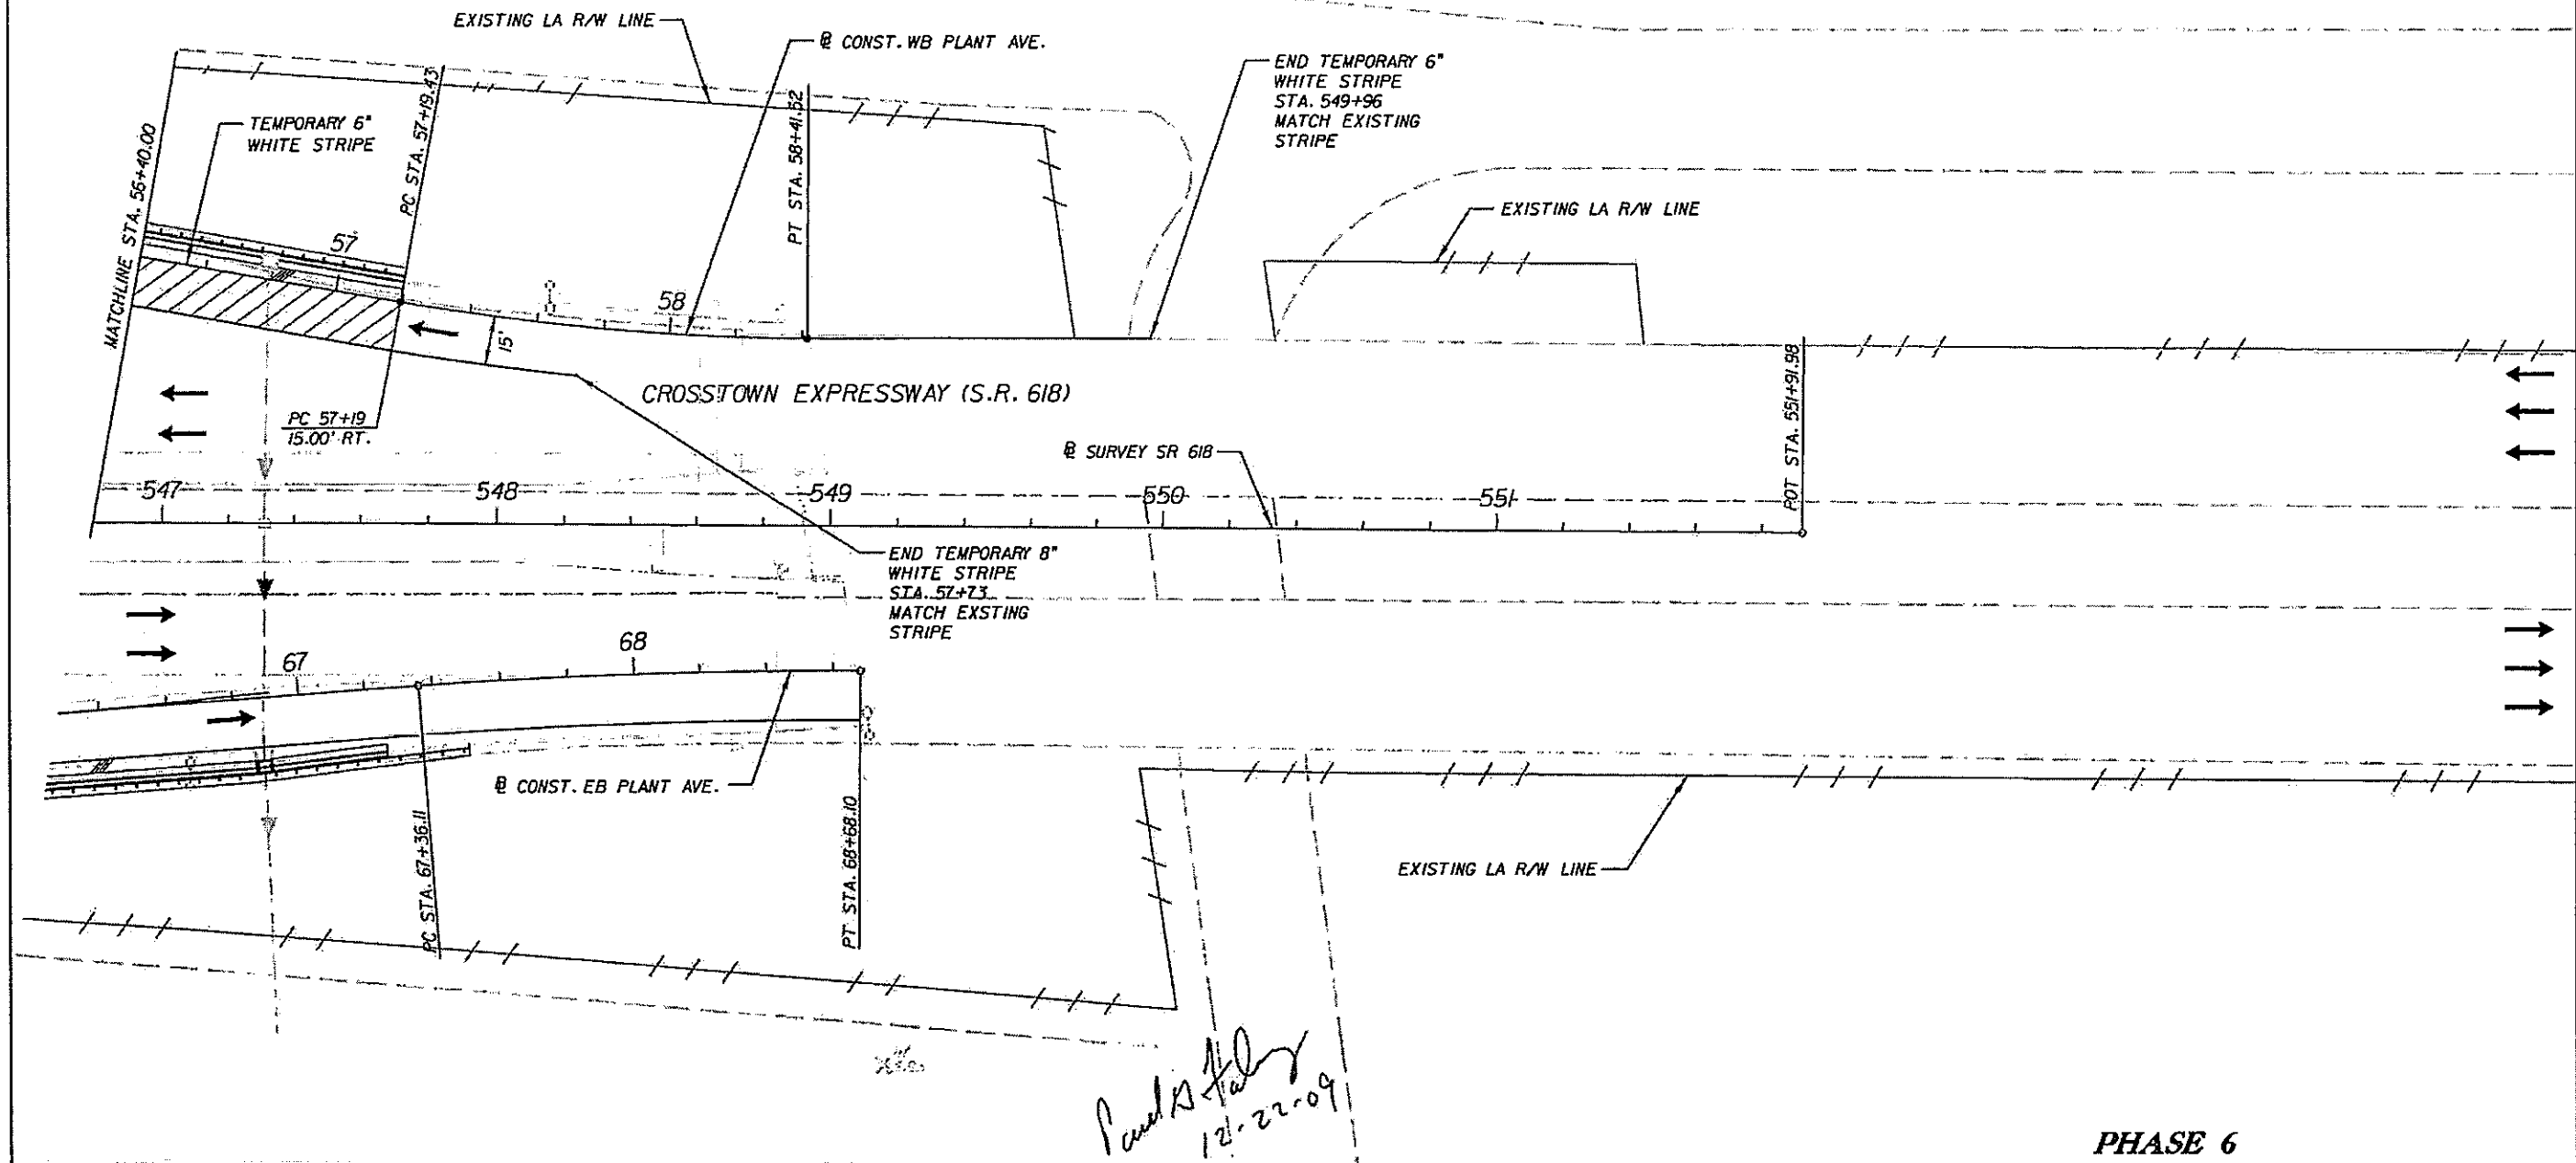 EXISTING LA R/W LINE
℄ CONST. WB PLANT AVE.
END TEMPORARY 6"
WHITE STRIPE
STA. 549+96
MATCH EXISTING
STRIPE
TEMPORARY 6"
WHITE STRIPE
MATCHLINE STA. 56+40.00
PC STA. 57+19.43
PT STA. 58+41.52
57
58
EXISTING LA R/W LINE
15'
CROSSTOWN EXPRESSWAY (S.R. 618)
PC 57+19
15.00' RT.
℄ SURVEY SR 618
POT STA. 551+91.98
547
548
549
550
551
END TEMPORARY 8"
WHITE STRIPE
STA. 57+73
MATCH EXSTING
STRIPE
67
68
℄ CONST. EB PLANT AVE.
PC STA. 67+36.11
PT STA. 68+68.10
EXISTING LA R/W LINE
12-22-09
PHASE 6